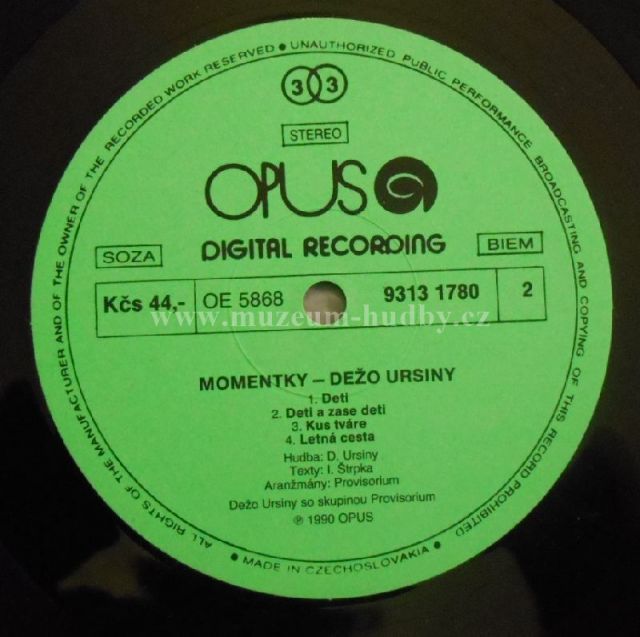 ALL RIGHTS OF THE MANUFACTURER AND OF THE OWNER OF THE RECORDED WORK RESERVED ● UNAUTHORIZED PUBLIC PERFORMANCE BROADCASTING AND COPYING OF THIS RECORD PROHIBITED
● MADE IN CZECHOSLOVAKIA ●
33
STEREO
OPUS
DIGITAL RECORDING
SOZA
BIEM
Kčs 44,- OE 5868 9313 1780 2
www.muzeum-hudby.cz
MOMENTKY – DEŽO URSINY
1. Deti
2. Deti a zase deti
3. Kus tváre
4. Letná cesta
Hudba: D. Ursiny
Texty: I. Štrpka
Aranžmány: Provisorium
Dežo Ursiny so skupinou Provisorium
℗ 1990 OPUS